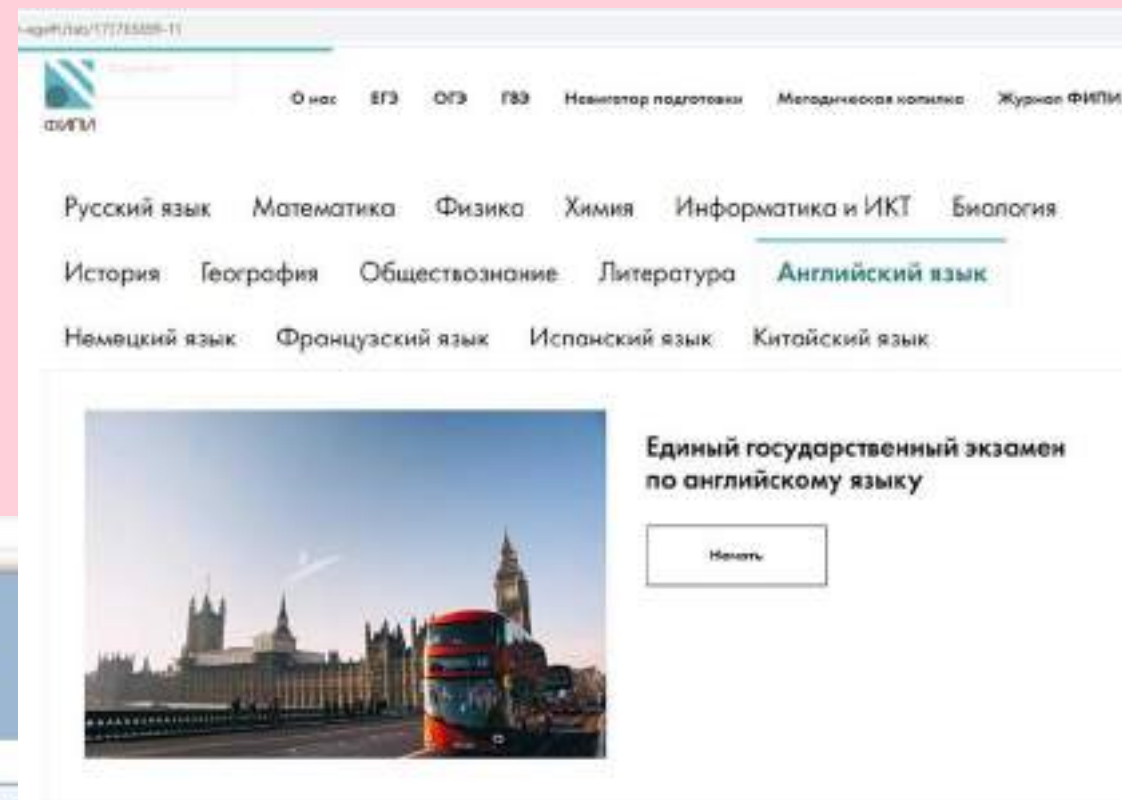 ФИПИ
О нас ЕГЭ ОГЭ ГВЭ Навигатор подготовки Методическая копилка Журнал ФИПИ
Русский язык Математика Физика Химия Информатика и ИКТ Биология
История География Обществознание Литература Английский язык
Немецкий язык Французский язык Испанский язык Китайский язык
Единый государственный экзамен
по английскому языку
Начать